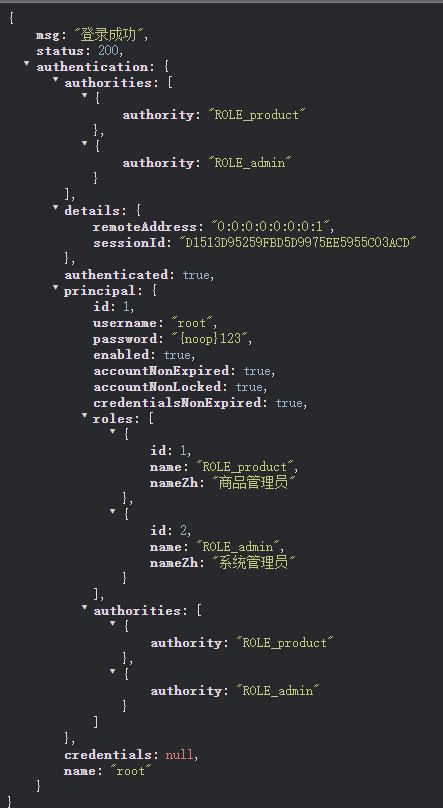 {
msg: "登录成功",
status: 200,
authentication: {
authorities: [
{
authority: "ROLE_product"
},
{
authority: "ROLE_admin"
}
],
details: {
remoteAddress: "0:0:0:0:0:0:0:1",
sessionId: "D1513D95259FBD5D9975EE5955C03ACD"
},
authenticated: true,
principal: {
id: 1,
username: "root",
password: "{noop}123",
enabled: true,
accountNonExpired: true,
accountNonLocked: true,
credentialsNonExpired: true,
roles: [
{
id: 1,
name: "ROLE_product",
nameZh: "商品管理员"
},
{
id: 2,
name: "ROLE_admin",
nameZh: "系统管理员"
}
],
authorities: [
{
authority: "ROLE_product"
},
{
authority: "ROLE_admin"
}
]
},
credentials: null,
name: "root"
}
}